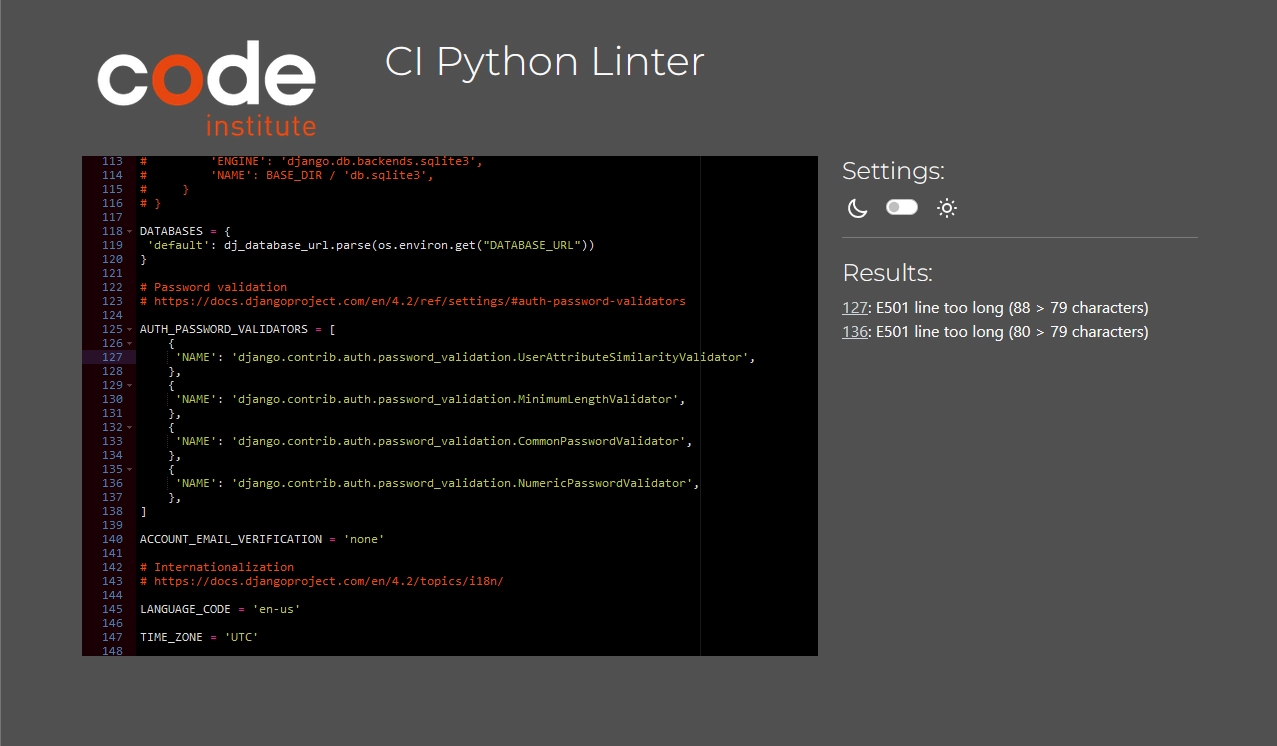 code
institute
CI Python Linter
113 #         'ENGINE': 'django.db.backends.sqlite3',
114 #         'NAME': BASE_DIR / 'db.sqlite3',
115 #     }
116 # }
117
118 DATABASES = {
119  'default': dj_database_url.parse(os.environ.get("DATABASE_URL"))
120 }
121
122 # Password validation
123 # https://docs.djangoproject.com/en/4.2/ref/settings/#auth-password-validators
124
125 AUTH_PASSWORD_VALIDATORS = [
126     {
127      'NAME': 'django.contrib.auth.password_validation.UserAttributeSimilarityValidator',
128     },
129     {
130      'NAME': 'django.contrib.auth.password_validation.MinimumLengthValidator',
131     },
132     {
133      'NAME': 'django.contrib.auth.password_validation.CommonPasswordValidator',
134     },
135     {
136      'NAME': 'django.contrib.auth.password_validation.NumericPasswordValidator',
137     },
138 ]
139
140 ACCOUNT_EMAIL_VERIFICATION = 'none'
141
142 # Internationalization
143 # https://docs.djangoproject.com/en/4.2/topics/i18n/
144
145 LANGUAGE_CODE = 'en-us'
146
147 TIME_ZONE = 'UTC'
148
Settings:
Results:
127: E501 line too long (88 > 79 characters)
136: E501 line too long (80 > 79 characters)